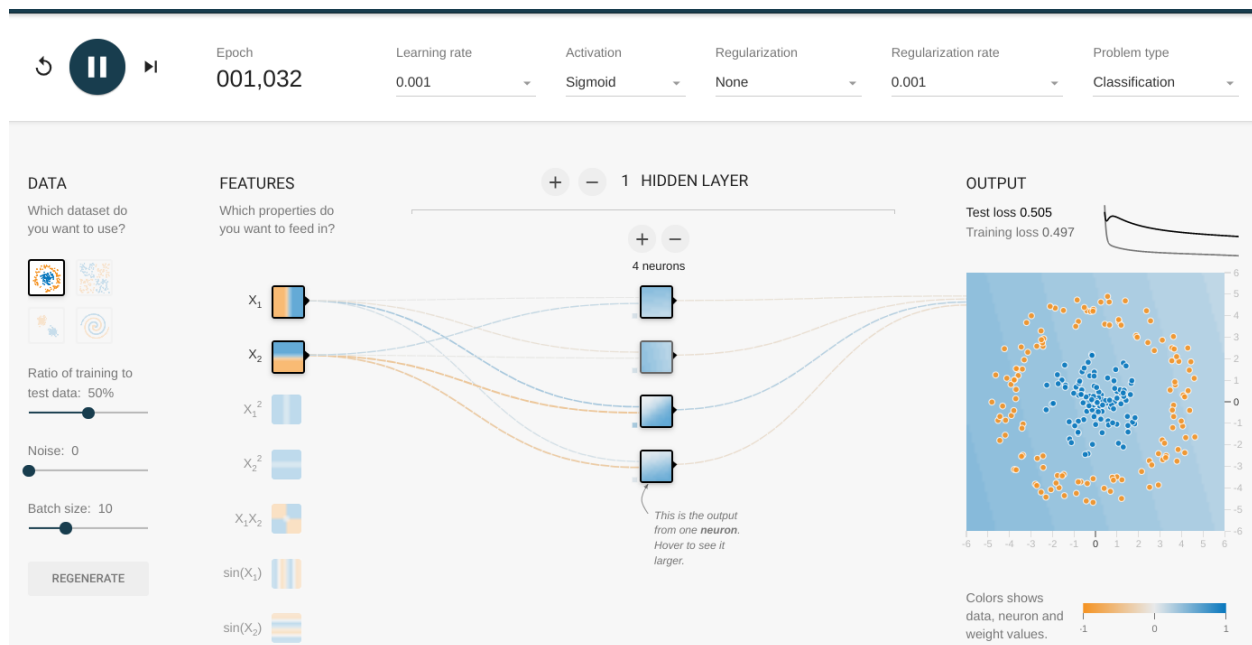 Epoch
001,032
Learning rate
0.001
Activation
Sigmoid
Regularization
None
Regularization rate
0.001
Problem type
Classification
DATA
Which dataset do
you want to use?
Ratio of training to
test data: 50%
Noise: 0
Batch size: 10
REGENERATE
FEATURES
Which properties do
you want to feed in?
X₁
X₂
X₁²
X₂²
X₁X₂
sin(X₁)
sin(X₂)
+ − 1 HIDDEN LAYER
+ −
4 neurons
This is the output
from one neuron.
Hover to see it
larger.
OUTPUT
Test loss 0.505
Training loss 0.497
6
5
4
3
2
1
0
-1
-2
-3
-4
-5
-6
-6 -5 -4 -3 -2 -1 0 1 2 3 4 5 6
Colors shows
data, neuron and
weight values.
-1 0 1